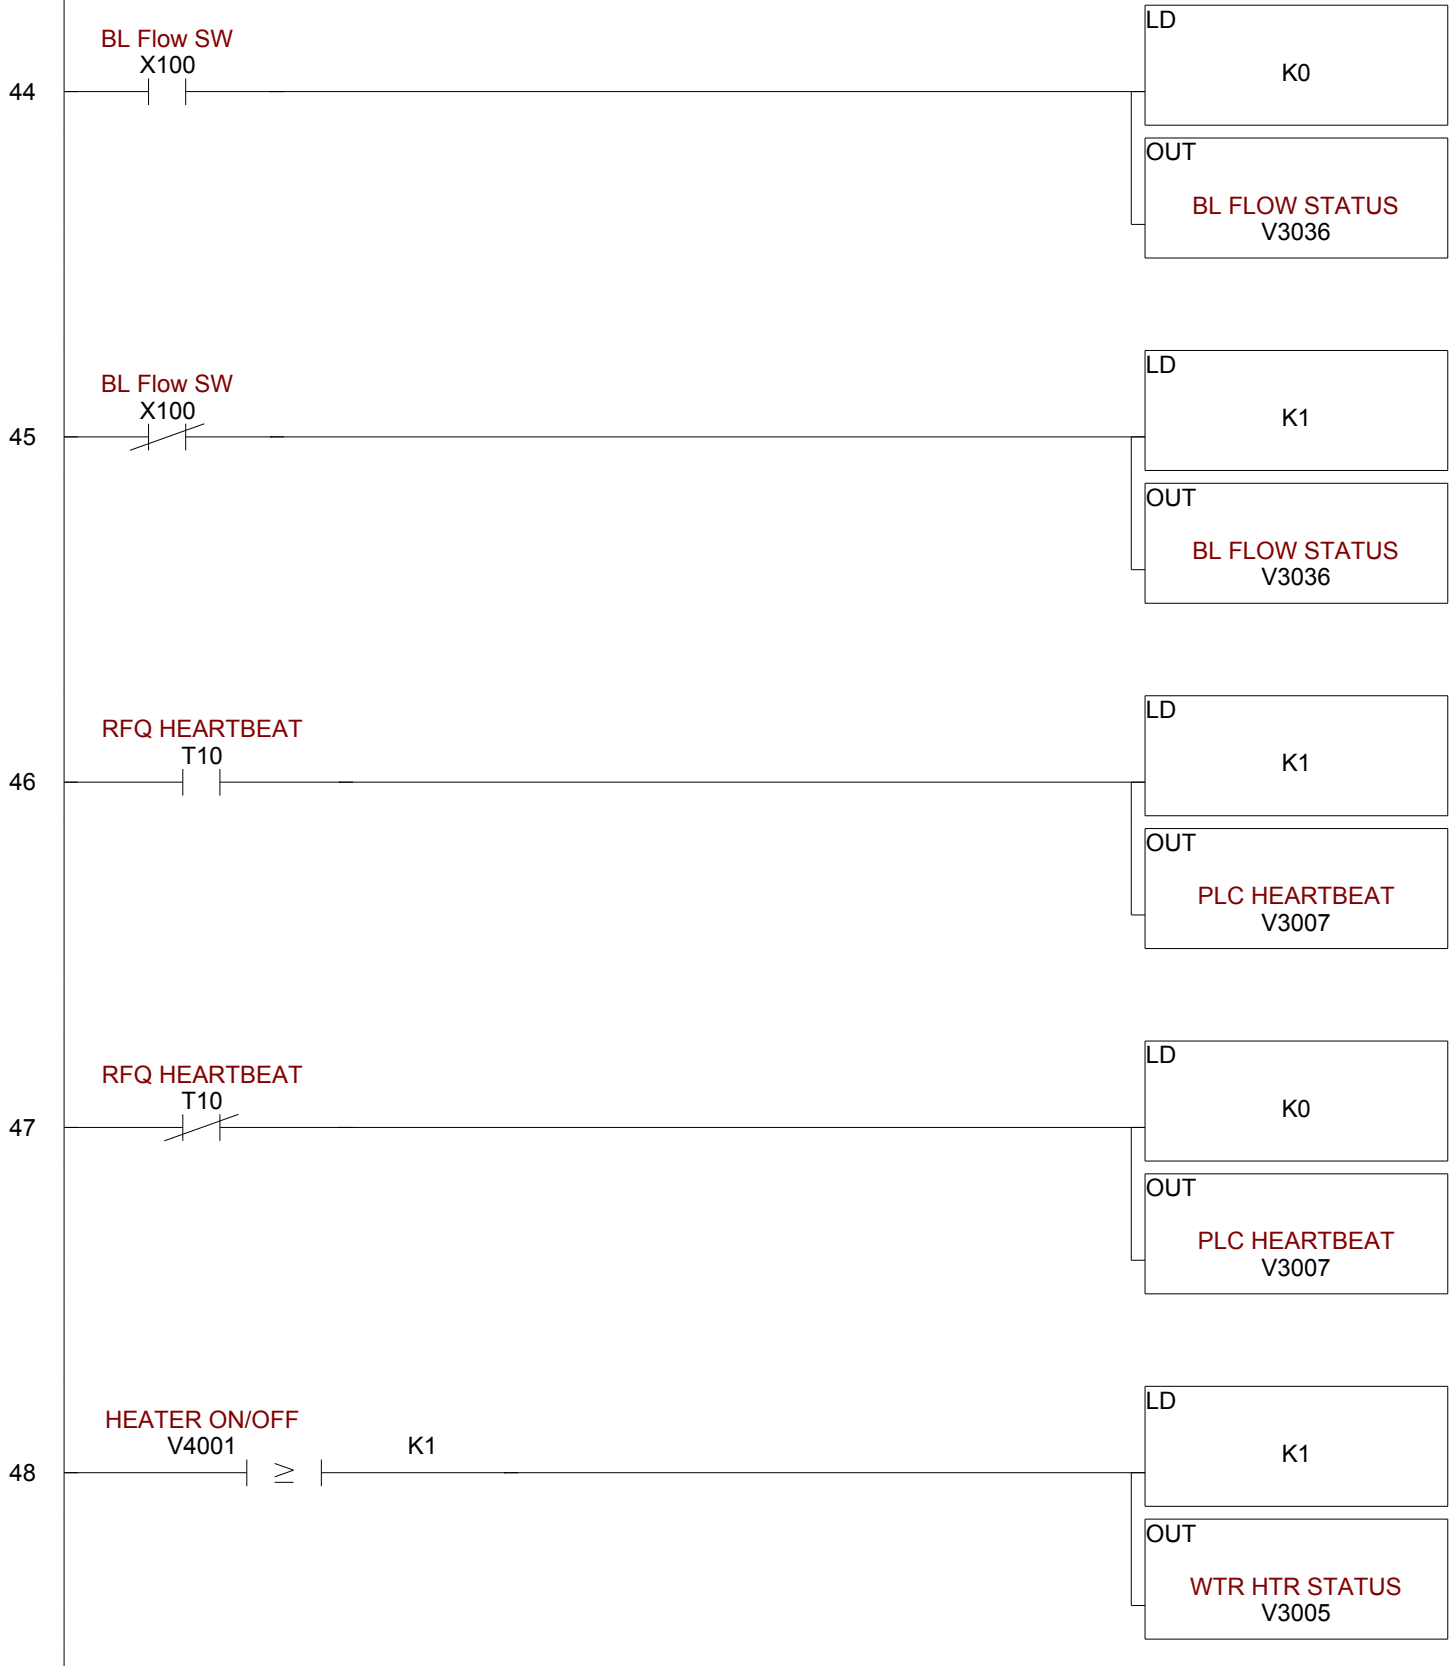 BL Flow SW
X100
44
LD
K0
OUT
BL FLOW STATUS
V3036
BL Flow SW
X100
45
LD
K1
OUT
BL FLOW STATUS
V3036
RFQ HEARTBEAT
T10
46
LD
K1
OUT
PLC HEARTBEAT
V3007
RFQ HEARTBEAT
T10
47
LD
K0
OUT
PLC HEARTBEAT
V3007
HEATER ON/OFF
V4001 K1
≥
48
LD
K1
OUT
WTR HTR STATUS
V3005